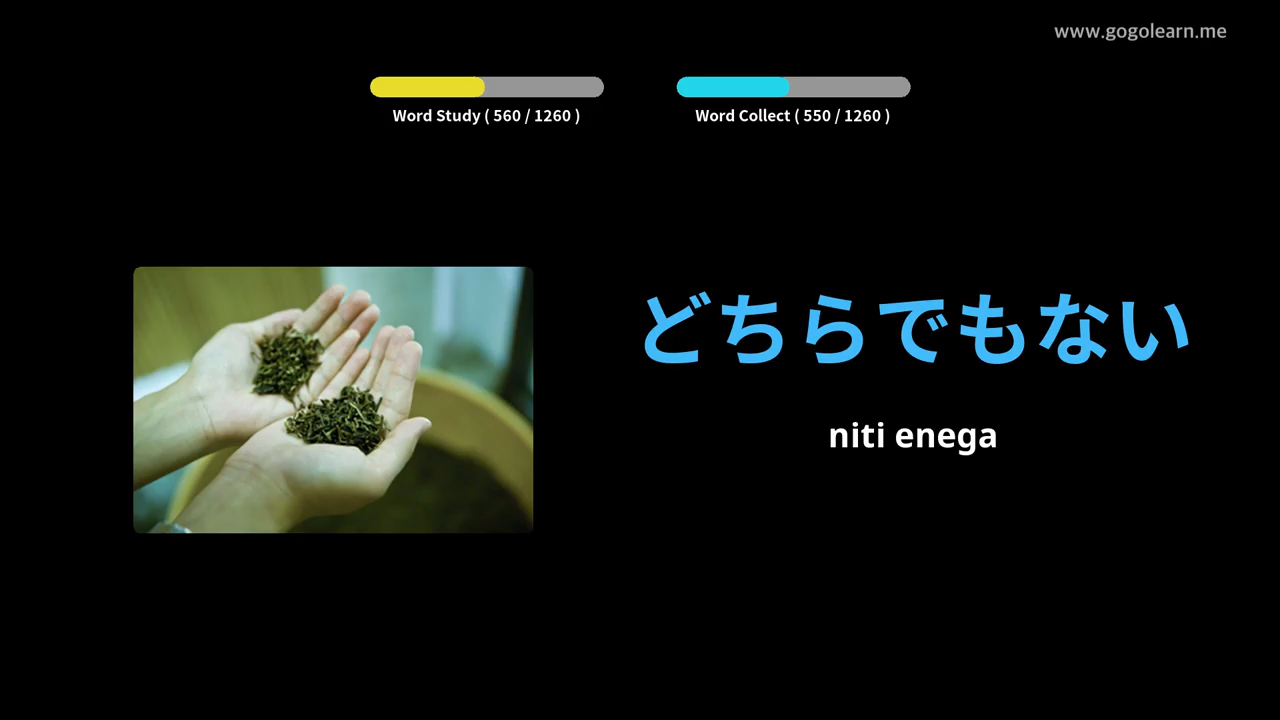 www.gogolearn.me
Word Study ( 560 / 1260 )
Word Collect ( 550 / 1260 )
どちらでもない
niti enega